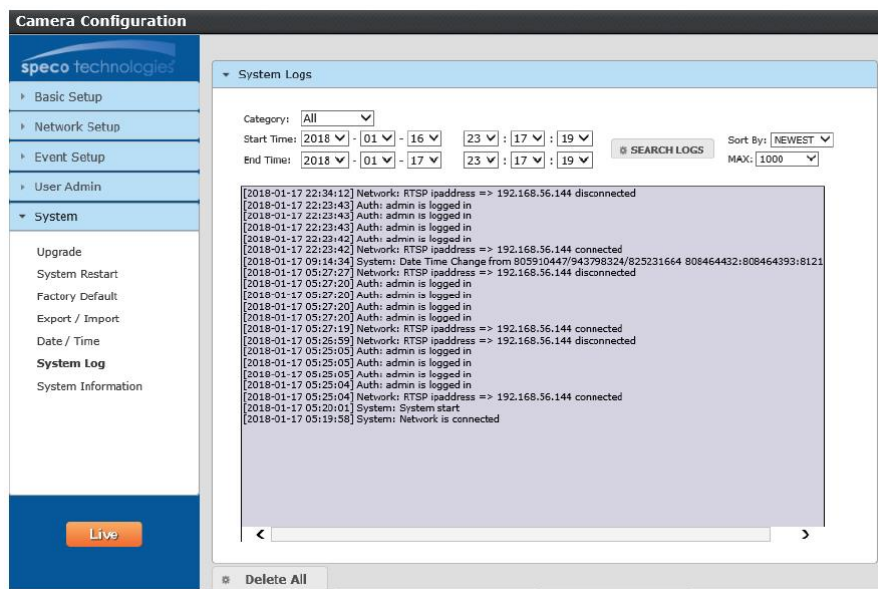 Camera Configuration
speco technologies
Basic Setup
Network Setup
Event Setup
User Admin
System
Upgrade
System Restart
Factory Default
Export / Import
Date / Time
System Log
System Information
Live
System Logs
Category: All
Start Time: 2018 - 01 - 16 23 : 17 : 19
End Time: 2018 - 01 - 17 23 : 17 : 19
SEARCH LOGS
Sort By: NEWEST
MAX: 1000
[2018-01-17 22:34:12] Network: RTSP ipaddress => 192.168.56.144 disconnected
[2018-01-17 22:23:43] Auth: admin is logged in
[2018-01-17 22:23:43] Auth: admin is logged in
[2018-01-17 22:23:43] Auth: admin is logged in
[2018-01-17 22:23:42] Auth: admin is logged in
[2018-01-17 22:23:42] Network: RTSP ipaddress => 192.168.56.144 connected
[2018-01-17 09:14:34] System: Date Time Change from 805910447/943798324/825231664 808464432:808464393:8121
[2018-01-17 05:27:27] Network: RTSP ipaddress => 192.168.56.144 disconnected
[2018-01-17 05:27:20] Auth: admin is logged in
[2018-01-17 05:27:20] Auth: admin is logged in
[2018-01-17 05:27:20] Auth: admin is logged in
[2018-01-17 05:27:20] Auth: admin is logged in
[2018-01-17 05:27:19] Network: RTSP ipaddress => 192.168.56.144 connected
[2018-01-17 05:26:59] Network: RTSP ipaddress => 192.168.56.144 disconnected
[2018-01-17 05:25:05] Auth: admin is logged in
[2018-01-17 05:25:05] Auth: admin is logged in
[2018-01-17 05:25:05] Auth: admin is logged in
[2018-01-17 05:25:04] Auth: admin is logged in
[2018-01-17 05:25:04] Network: RTSP ipaddress => 192.168.56.144 connected
[2018-01-17 05:20:01] System: System start
[2018-01-17 05:19:58] System: Network is connected
Delete All